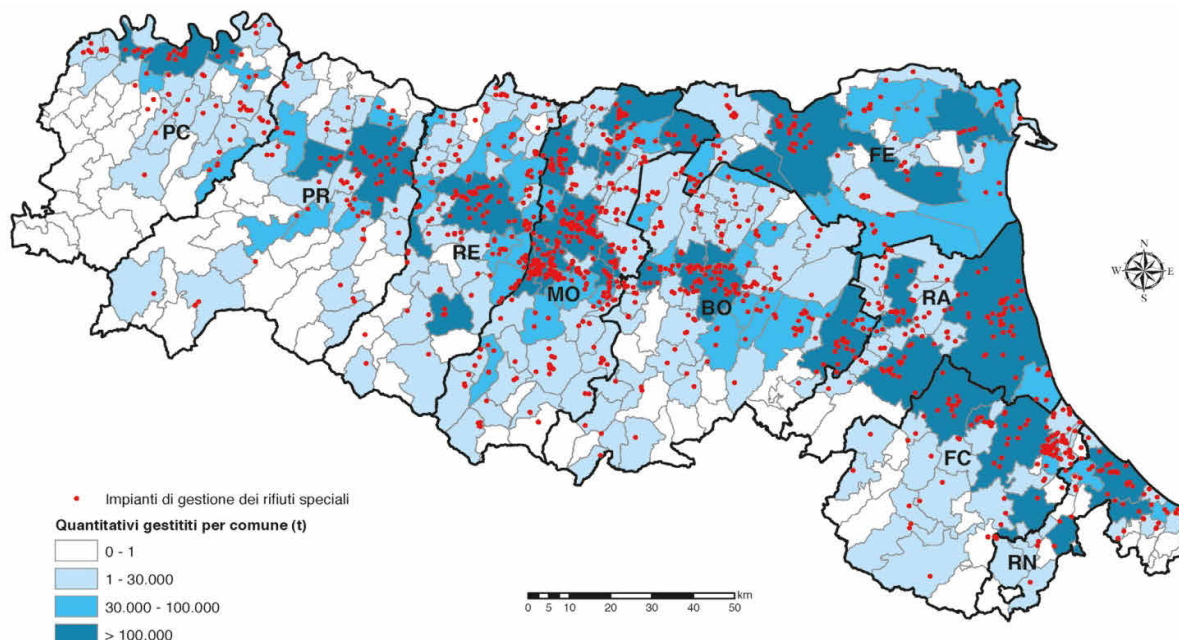 PC
PR
RE
MO
BO
FE
RA
FC
RN
N
W E
S
Impianti di gestione dei rifiuti speciali
Quantitativi gestititi per comune (t)
0 - 1
1 - 30.000
30.000 - 100.000
> 100.000
km
0 5 10 20 30 40 50